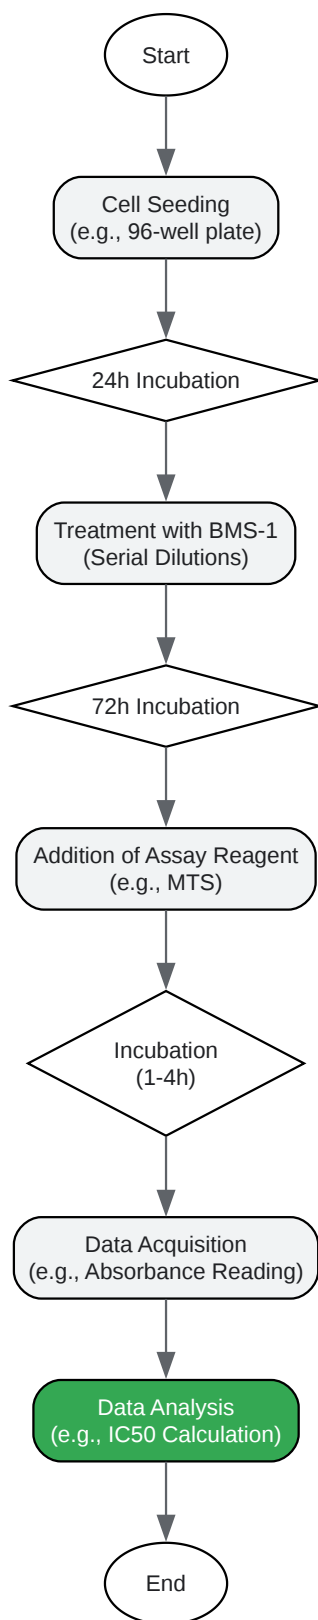 Start
Cell Seeding
(e.g., 96-well plate)
24h Incubation
Treatment with BMS-1
(Serial Dilutions)
72h Incubation
Addition of Assay Reagent
(e.g., MTS)
Incubation
(1-4h)
Data Acquisition
(e.g., Absorbance Reading)
Data Analysis
(e.g., IC50 Calculation)
End